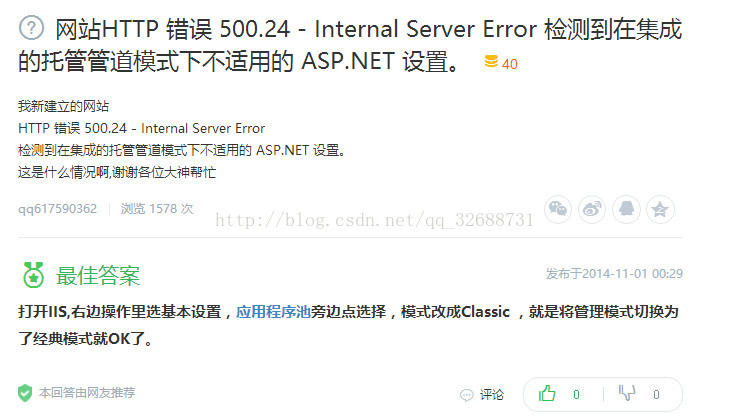 网站HTTP 错误 500.24 - Internal Server Error 检测到在集成
的托管管道模式下不适用的 ASP.NET 设置。 40
我新建立的网站
HTTP 错误 500.24 - Internal Server Error
检测到在集成的托管管道模式下不适用的 ASP.NET 设置。
这是什么情况啊,谢谢各位大神帮忙
qq617590362 | 浏览 1578 次
http://blog.csdn.net/qq_32688731
最佳答案
发布于2014-11-01 00:29
打开IIS,右边操作里选基本设置，应用程序池旁边点选择，模式改成Classic ，就是将管理模式切换为
了经典模式就OK了。
本回答由网友推荐
评论 0 0